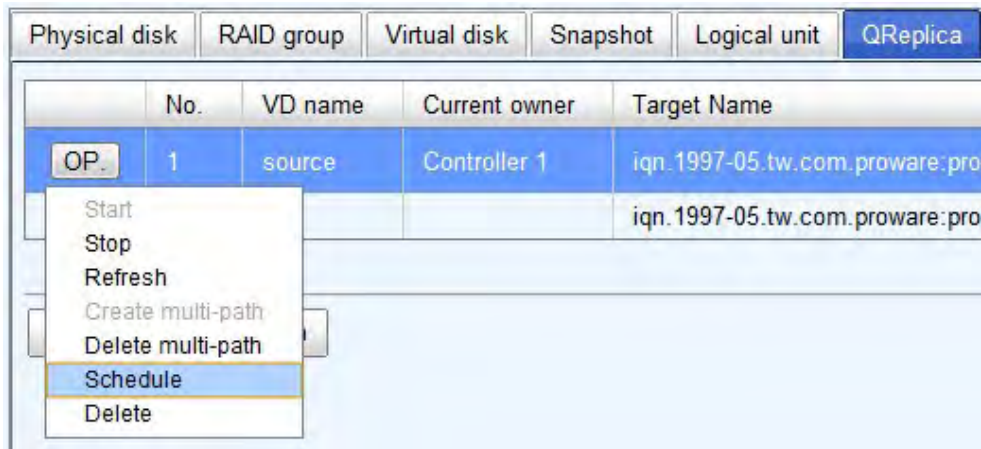 Physical disk RAID group Virtual disk Snapshot Logical unit QReplica
No. VD name Current owner Target Name
OP. 1 source Controller 1 iqn.1997-05.tw.com.proware:pro
iqn.1997-05.tw.com.proware:pro
Start
Stop
Refresh
Create multi-path
Delete multi-path
Schedule
Delete